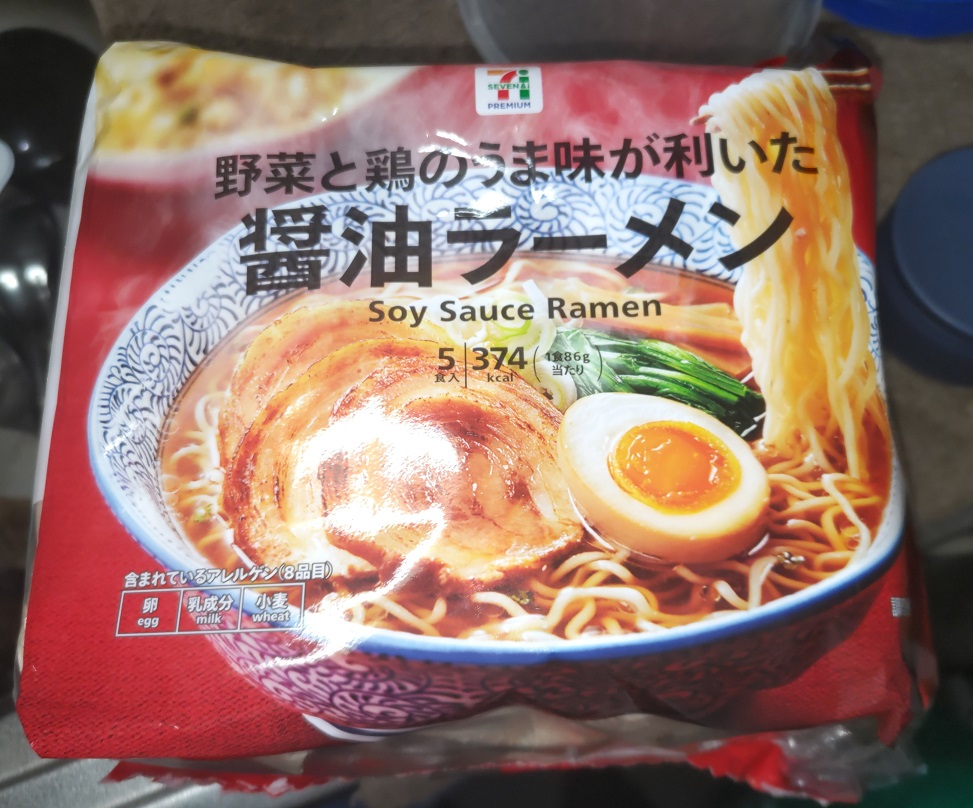 SEVEN&i
PREMIUM
野菜と鶏のうま味が利いた
醤油ラーメン
Soy Sauce Ramen
5食入 374kcal (1食86g当たり)
含まれているアレルゲン(8品目)
卵 乳成分 小麦
egg milk wheat